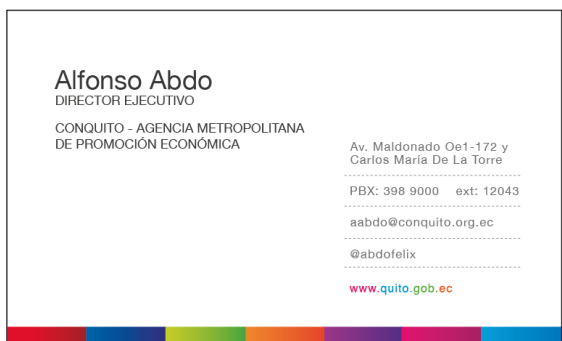 Alfonso Abdo
DIRECTOR EJECUTIVO
CONQUITO - AGENCIA METROPOLITANA
DE PROMOCIÓN ECONÓMICA
Av. Maldonado Oe1-172 y
Carlos María De La Torre
PBX: 398 9000 ext: 12043
aabdo@conquito.org.ec
@abdofelix
www.quito.gob.ec